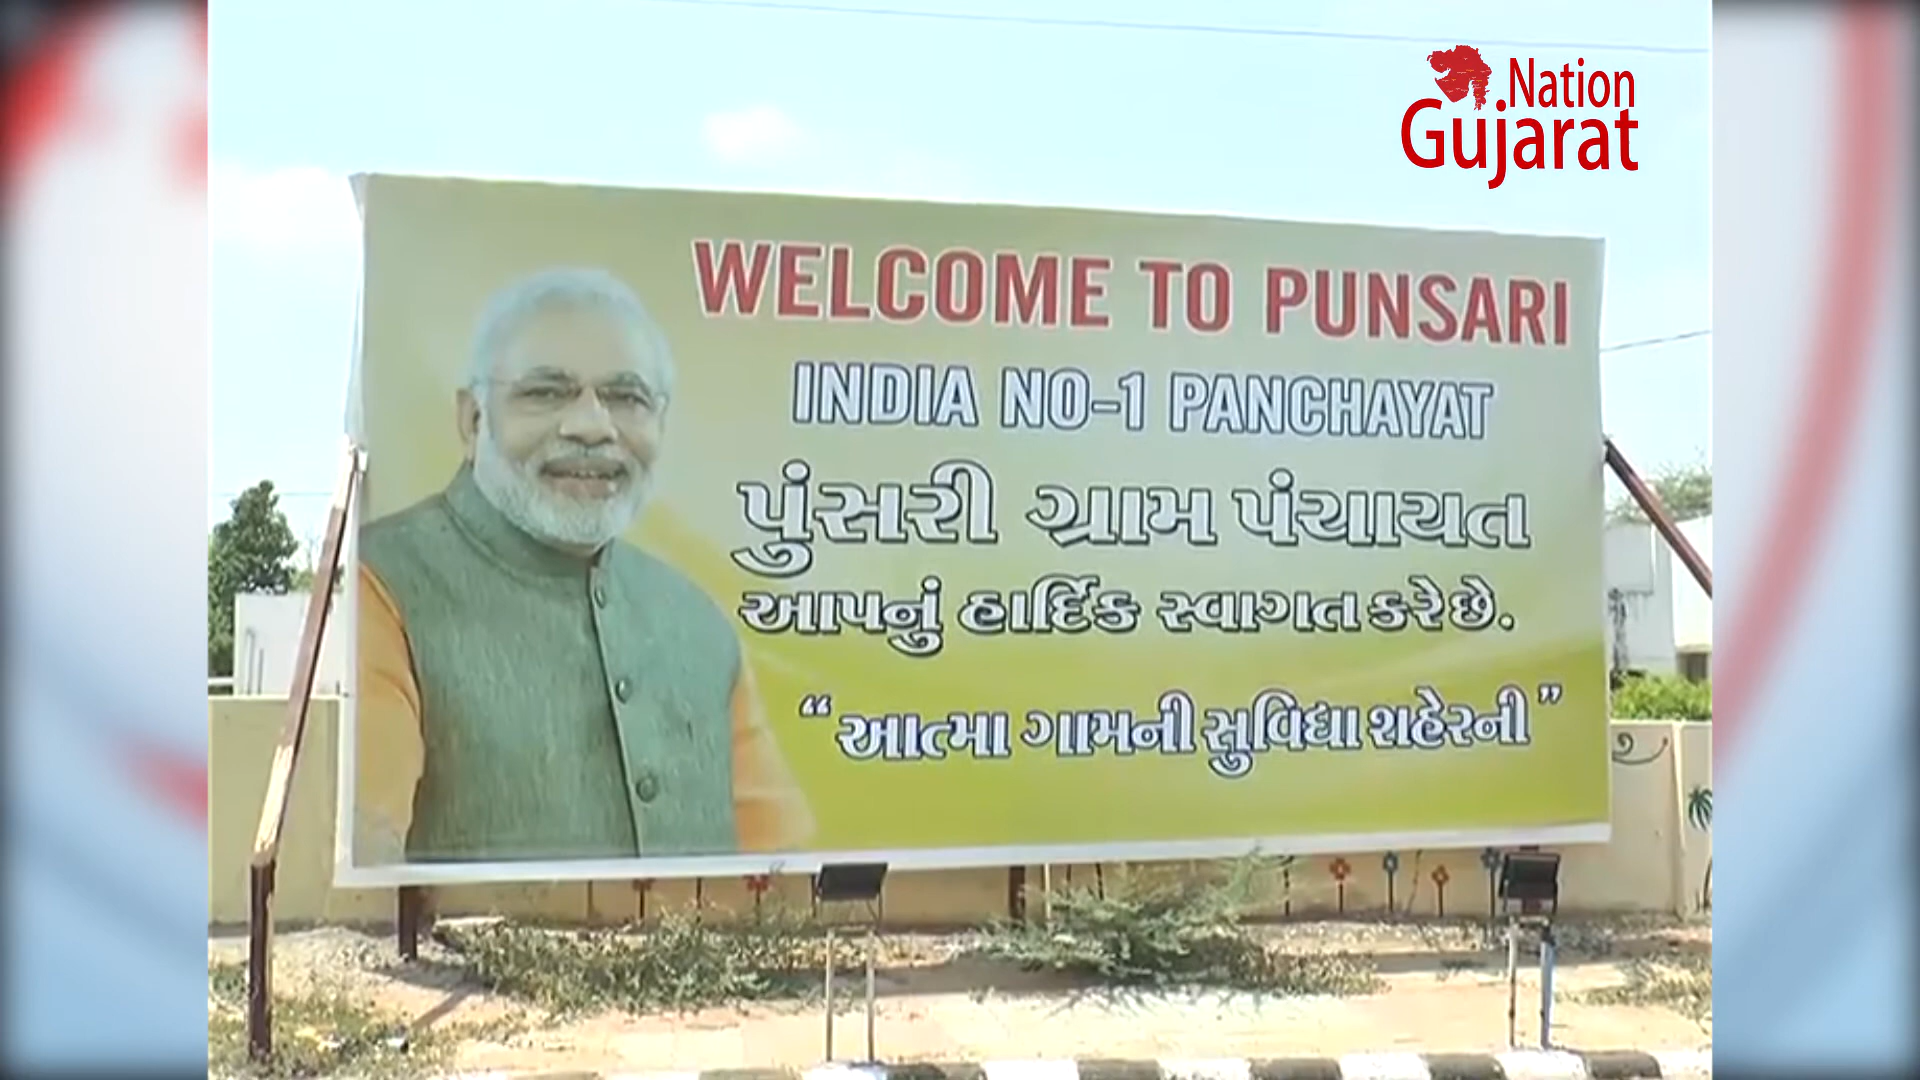 Nation
Gujarat
WELCOME TO PUNSARI
INDIA NO-1 PANCHAYAT
પુંસરી ગ્રામ પંચાયત
આપનું હાર્દિક સ્વાગત કરે છે.
“આત્મા ગામની સુવિધા શહેરની”